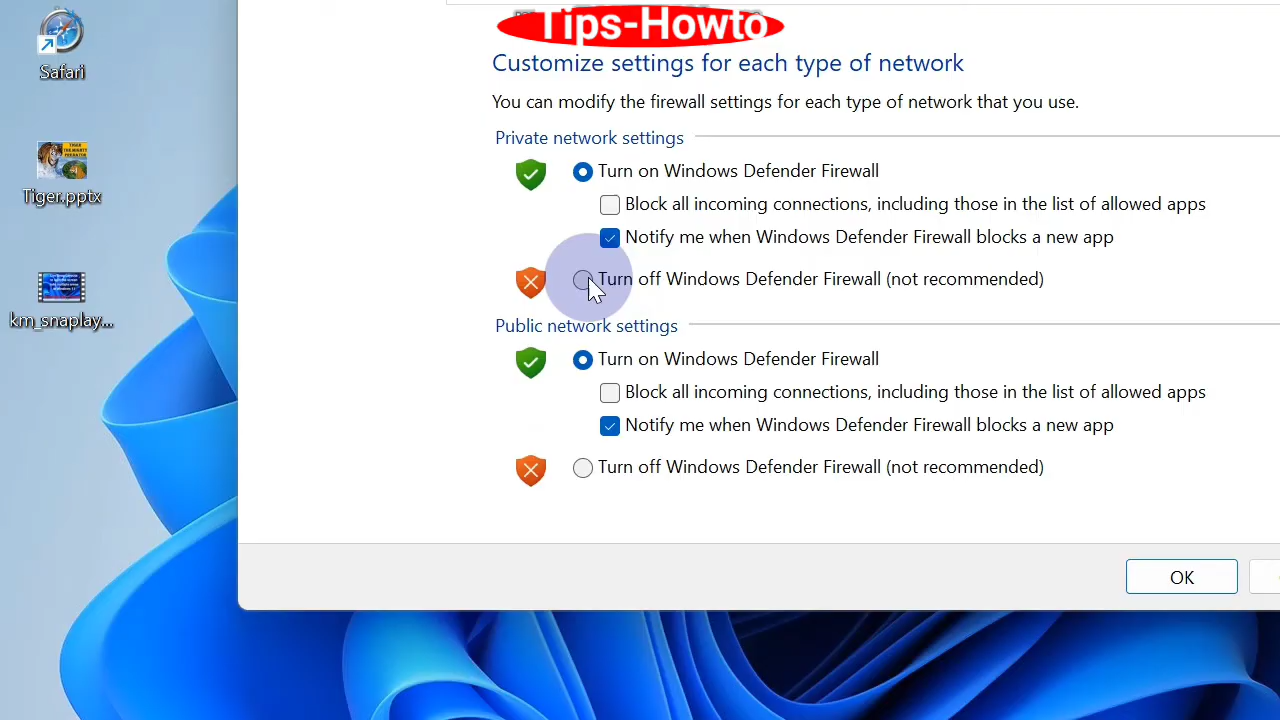 Tips-Howto
Safari
Customize settings for each type of network
You can modify the firewall settings for each type of network that you use.
Private network settings
Turn on Windows Defender Firewall
Block all incoming connections, including those in the list of allowed apps
Notify me when Windows Defender Firewall blocks a new app
Tiger.pptx
Turn off Windows Defender Firewall (not recommended)
km_snaplay...
Public network settings
Turn on Windows Defender Firewall
Block all incoming connections, including those in the list of allowed apps
Notify me when Windows Defender Firewall blocks a new app
Turn off Windows Defender Firewall (not recommended)
OK